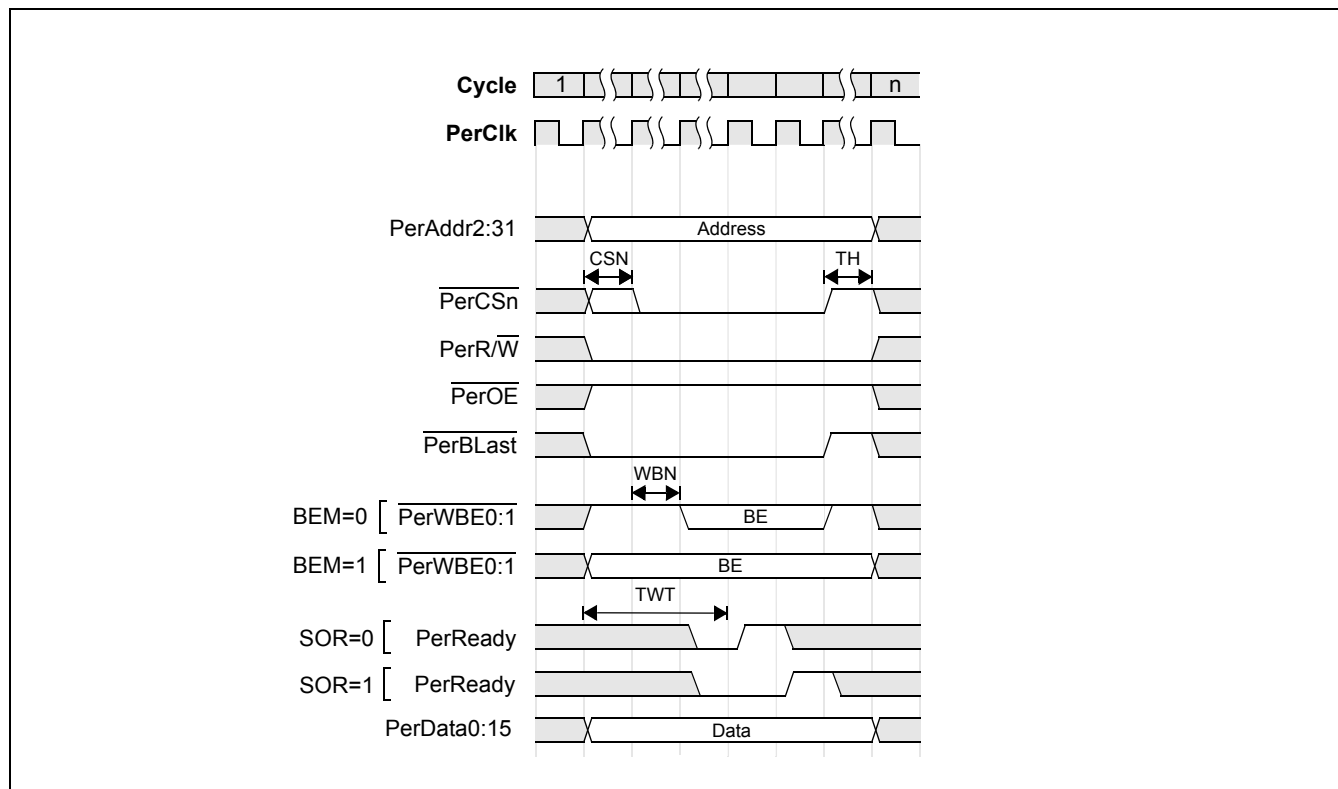 Cycle 1 n
PerClk
PerAddr2:31 Address
CSN TH
PerCSn
PerR/W
PerOE
PerBLast
WBN
BEM=0 [ PerWBE0:1 BE
BEM=1 [ PerWBE0:1 BE
TWT
SOR=0 [ PerReady
SOR=1 [ PerReady
PerData0:15 Data